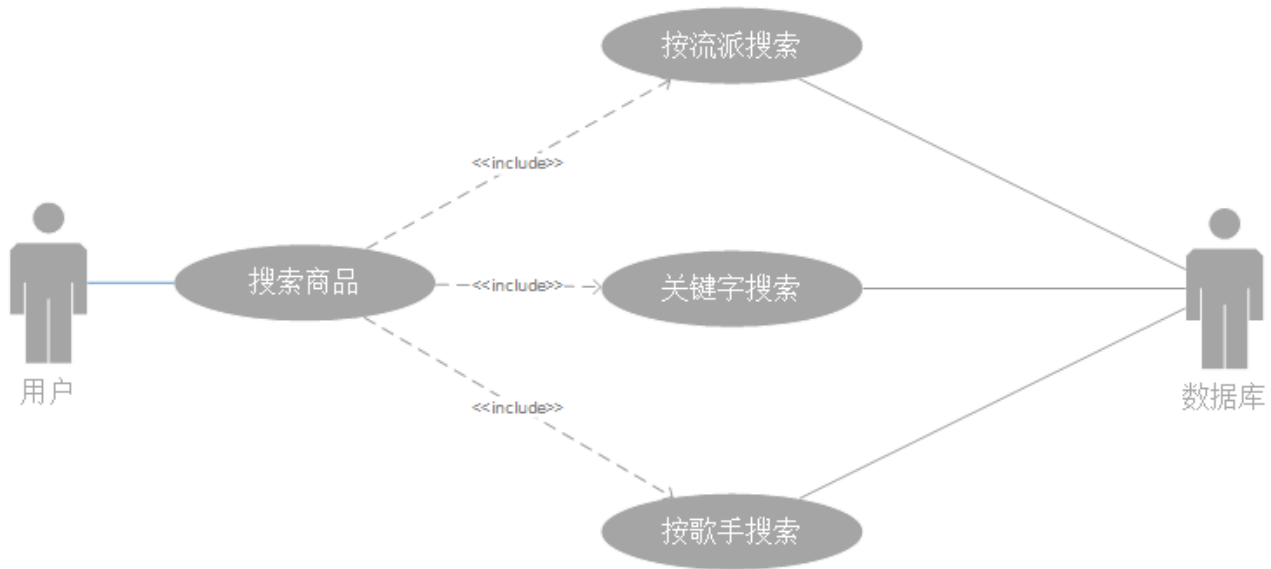 按流派搜索
<<include>>
用户
搜索商品
<<include>>
关键字搜索
数据库
<<include>>
按歌手搜索